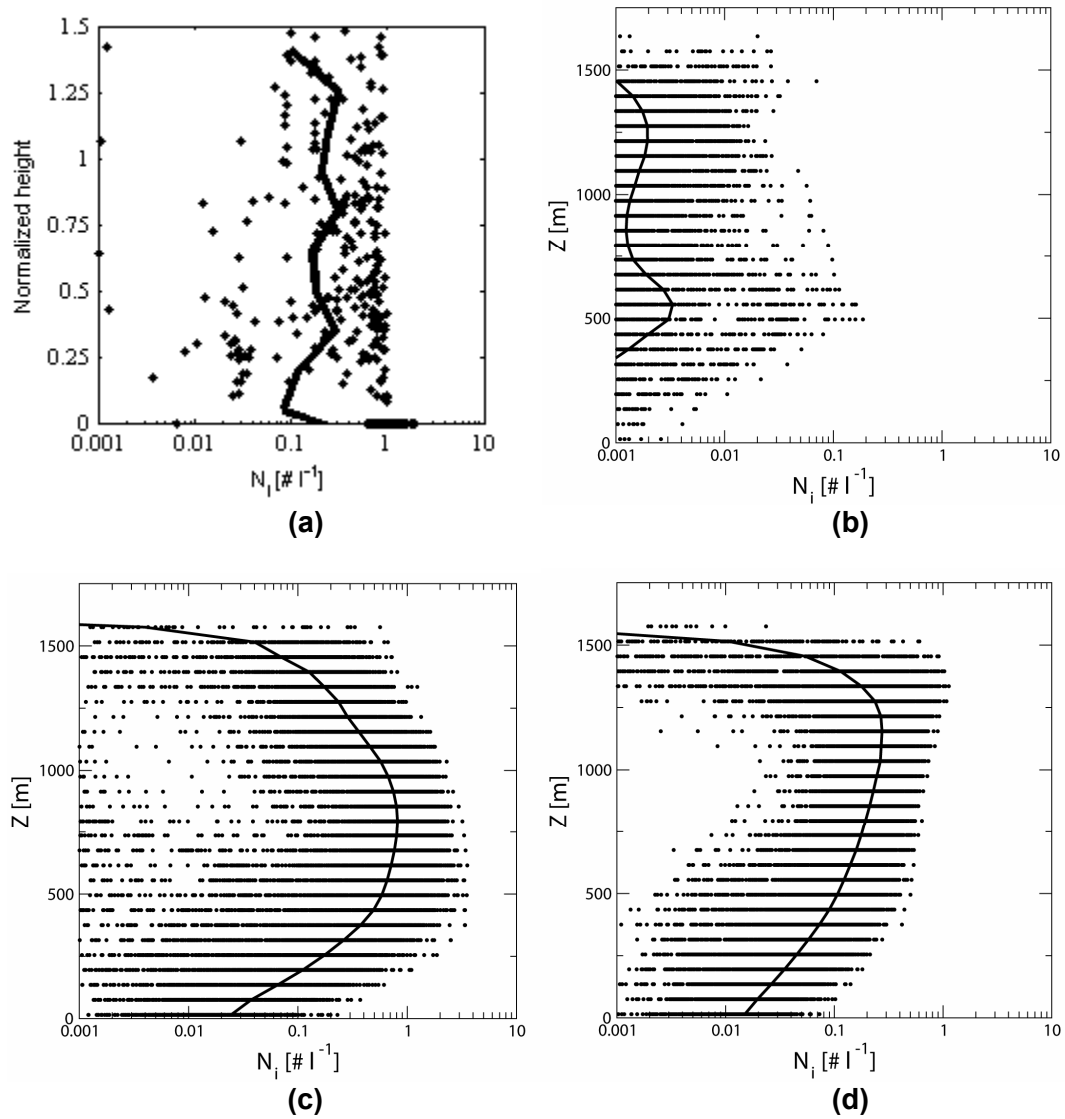 1.5
1.25
1
0.75
0.5
0.25
0
Normalized height
0.001 0.01 0.1 1 10
N_I [# l^-1]
(a)
1500
1000
500
0
Z [m]
0.001 0.01 0.1 1 10
N_i [# l^-1]
(b)
1500
1000
500
0
Z [m]
0.001 0.01 0.1 1 10
N_i [# l^-1]
(c)
1500
1000
500
0
Z [m]
0.001 0.01 0.1 1 10
N_i [# l^-1]
(d)